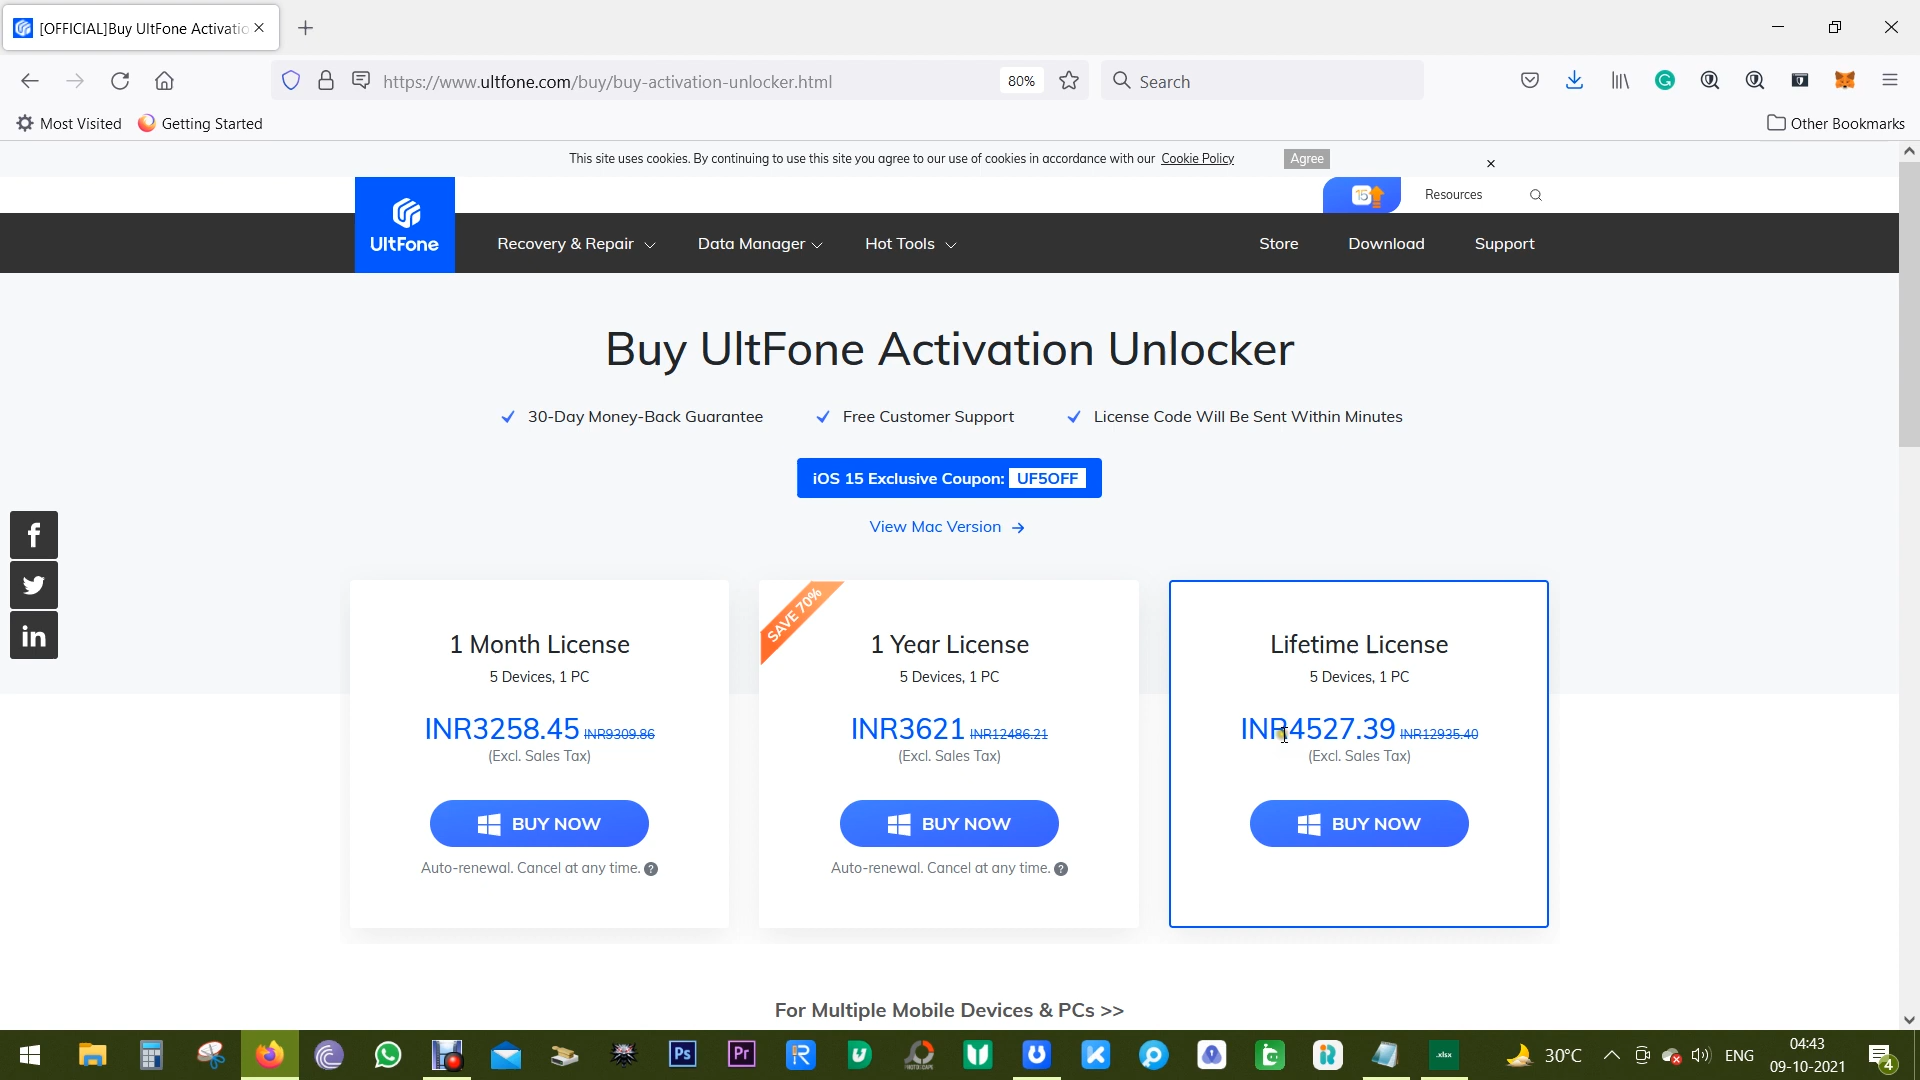 [OFFICIAL]Buy UltFone Activatio
https://www.ultfone.com/buy/buy-activation-unlocker.html
80%
Search
Most Visited
Getting Started
Other Bookmarks
This site uses cookies. By continuing to use this site you agree to our use of cookies in accordance with our Cookie Policy
Agree
15
Resources
UltFone
Recovery & Repair
Data Manager
Hot Tools
Store
Download
Support
Buy UltFone Activation Unlocker
30-Day Money-Back Guarantee
Free Customer Support
License Code Will Be Sent Within Minutes
iOS 15 Exclusive Coupon: UF5OFF
View Mac Version
1 Month License
5 Devices, 1 PC
INR3258.45 INR9309.86
(Excl. Sales Tax)
BUY NOW
Auto-renewal. Cancel at any time.
SAVE 70%
1 Year License
5 Devices, 1 PC
INR3621 INR12486.21
(Excl. Sales Tax)
BUY NOW
Auto-renewal. Cancel at any time.
Lifetime License
5 Devices, 1 PC
INR4527.39 INR12935.40
(Excl. Sales Tax)
BUY NOW
For Multiple Mobile Devices & PCs >>
Ps
Pr
.xlsx
30°C
ENG
04:43
09-10-2021
4